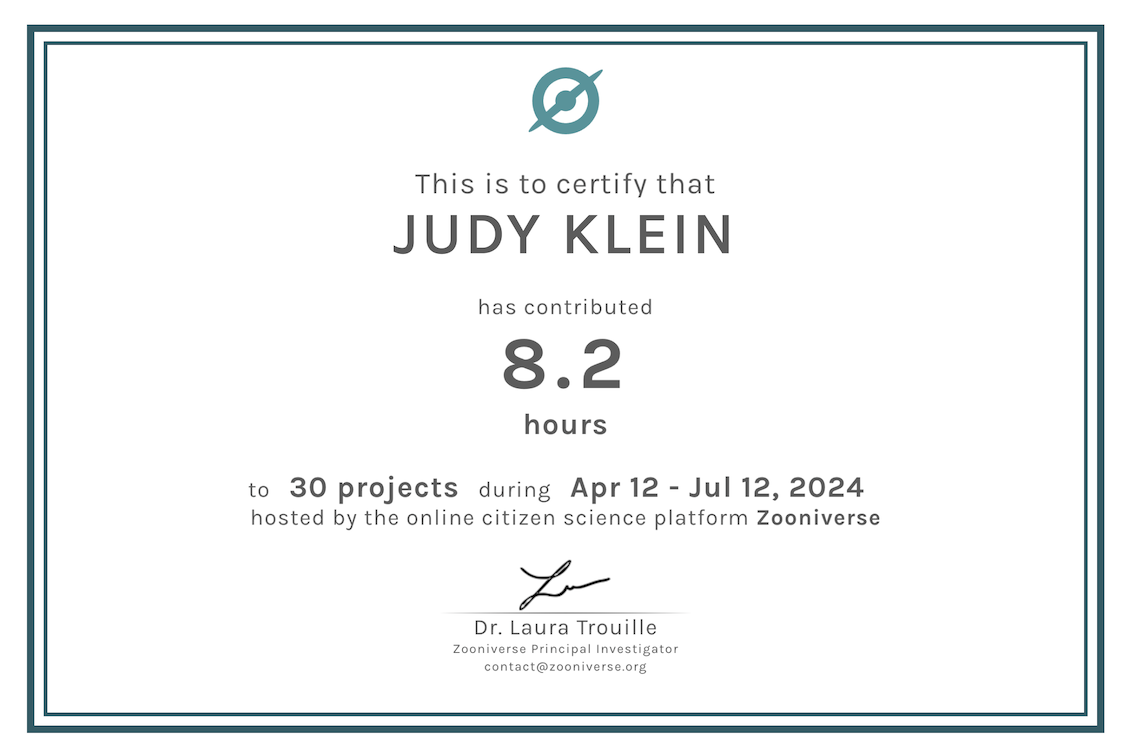 This is to certify that
JUDY KLEIN
has contributed
8.2
hours
to 30 projects during Apr 12 - Jul 12, 2024
hosted by the online citizen science platform Zooniverse
Dr. Laura Trouille
Zooniverse Principal Investigator
contact@zooniverse.org